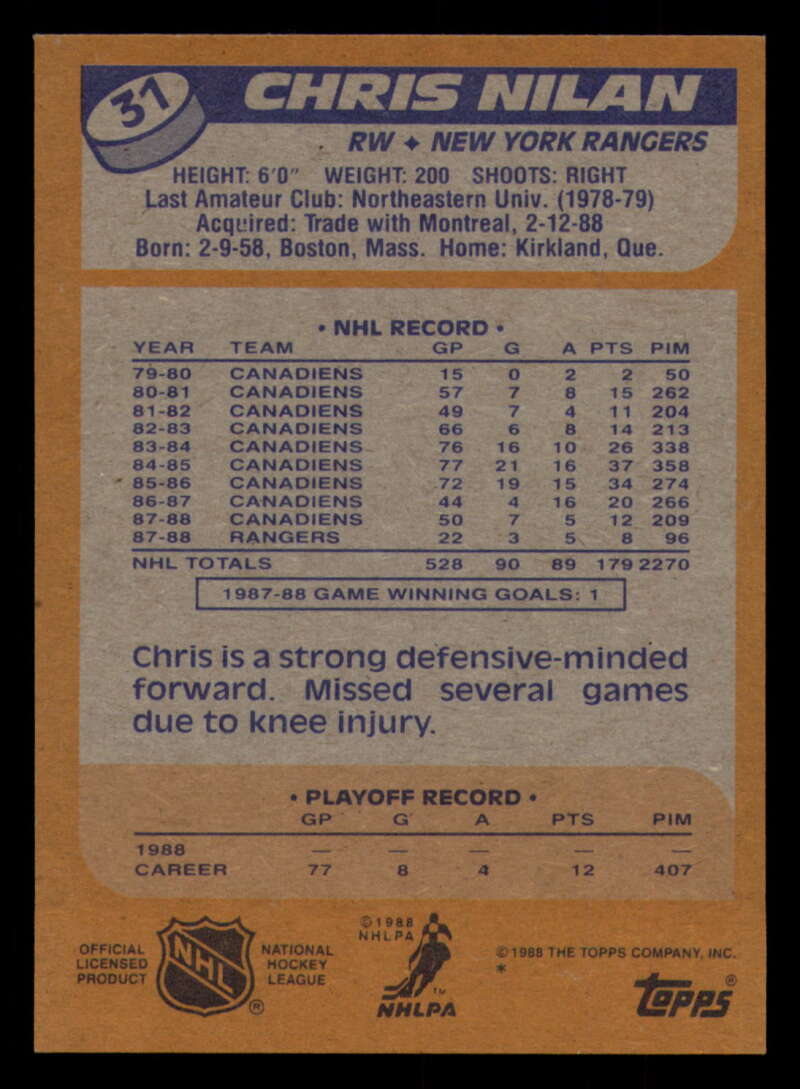 31
CHRIS NILAN
RW ✦ NEW YORK RANGERS
HEIGHT: 6'0" WEIGHT: 200 SHOOTS: RIGHT
Last Amateur Club: Northeastern Univ. (1978-79)
Acquired: Trade with Montreal, 2-12-88
Born: 2-9-58, Boston, Mass. Home: Kirkland, Que.
• NHL RECORD •
YEAR TEAM GP G A PTS PIM
79-80 CANADIENS 15 0 2 2 50
80-81 CANADIENS 57 7 8 15 262
81-82 CANADIENS 49 7 4 11 204
82-83 CANADIENS 66 6 8 14 213
83-84 CANADIENS 76 16 10 26 338
84-85 CANADIENS 77 21 16 37 358
85-86 CANADIENS 72 19 15 34 274
86-87 CANADIENS 44 4 16 20 266
87-88 CANADIENS 50 7 5 12 209
87-88 RANGERS 22 3 5 8 96
NHL TOTALS 528 90 89 179 2270
1987-88 GAME WINNING GOALS: 1
Chris is a strong defensive-minded
forward. Missed several games
due to knee injury.
• PLAYOFF RECORD •
GP G A PTS PIM
1988 — — — — —
CAREER 77 8 4 12 407
OFFICIAL
LICENSED
PRODUCT
NHL
®
NATIONAL
HOCKEY
LEAGUE
©1988
NHLPA
™
NHLPA
©1988 THE TOPPS COMPANY, INC.
*
topps®